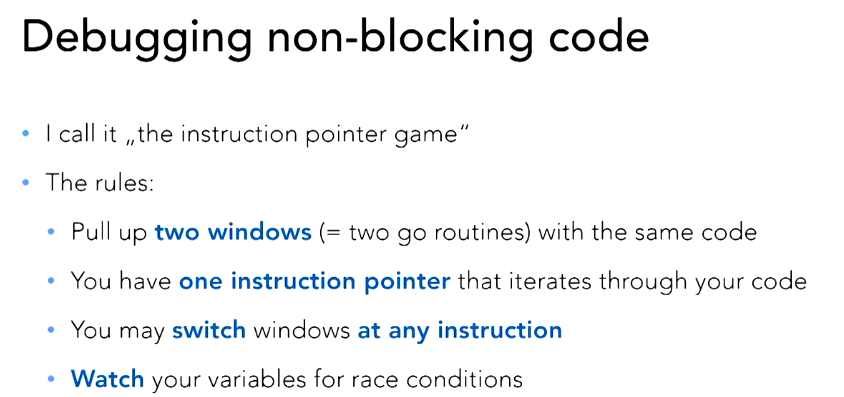 Debugging non-blocking code
• I call it „the instruction pointer game“
• The rules:
• Pull up two windows (= two go routines) with the same code
• You have one instruction pointer that iterates through your code
• You may switch windows at any instruction
• Watch your variables for race conditions